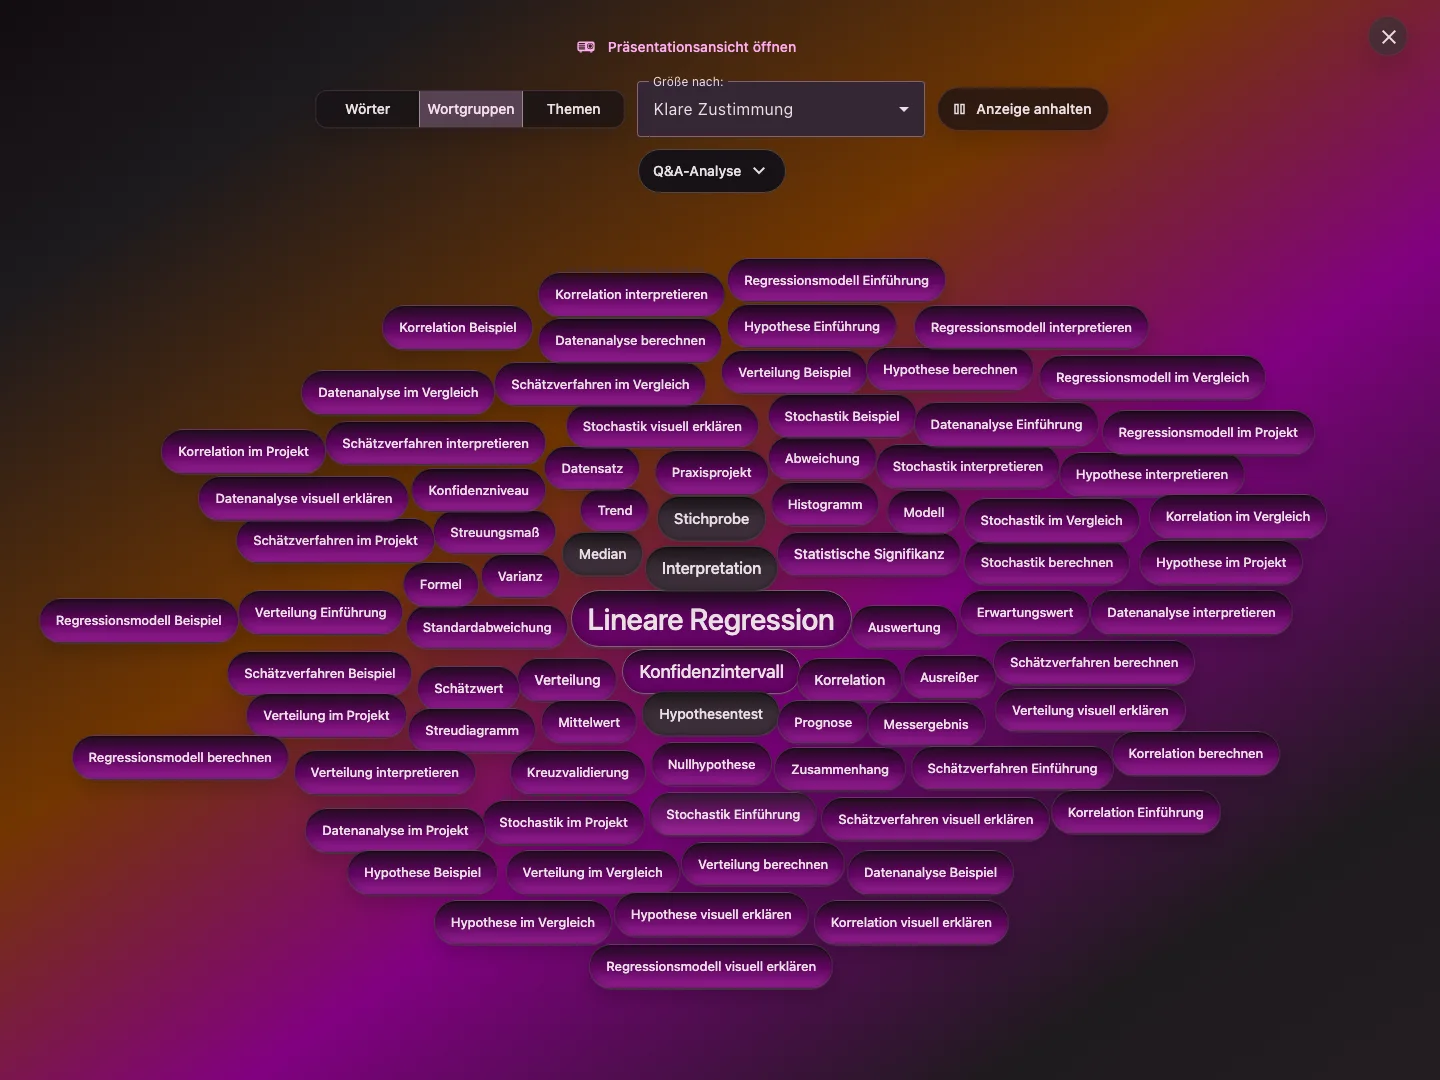 Präsentationsansicht öffnen
Größe nach:
Wörter
Wortgruppen
Themen
Klare Zustimmung
Anzeige anhalten
Q&A-Analyse
Regressionsmodell Einführung
Korrelation interpretieren
Korrelation Beispiel
Hypothese Einführung
Regressionsmodell interpretieren
Datenanalyse berechnen
Verteilung Beispiel
Hypothese berechnen
Regressionsmodell im Vergleich
Datenanalyse im Vergleich
Schätzverfahren im Vergleich
Stochastik Beispiel
Stochastik visuell erklären
Datenanalyse Einführung
Regressionsmodell im Projekt
Korrelation im Projekt
Schätzverfahren interpretieren
Abweichung
Datensatz
Praxisprojekt
Stochastik interpretieren
Hypothese interpretieren
Datenanalyse visuell erklären
Konfidenzniveau
Histogramm
Trend
Stichprobe
Modell
Stochastik im Vergleich
Korrelation im Vergleich
Schätzverfahren im Projekt
Streuungsmaß
Median
Interpretation
Statistische Signifikanz
Stochastik berechnen
Hypothese im Projekt
Formel
Varianz
Regressionsmodell Beispiel
Verteilung Einführung
Standardabweichung
Lineare Regression
Auswertung
Erwartungswert
Datenanalyse interpretieren
Schätzverfahren Beispiel
Schätzwert
Verteilung
Konfidenzintervall
Korrelation
Ausreißer
Schätzverfahren berechnen
Verteilung im Projekt
Streudiagramm
Mittelwert
Hypothesentest
Prognose
Messergebnis
Verteilung visuell erklären
Regressionsmodell berechnen
Verteilung interpretieren
Kreuzvalidierung
Nullhypothese
Zusammenhang
Schätzverfahren Einführung
Korrelation berechnen
Datenanalyse im Projekt
Stochastik im Projekt
Stochastik Einführung
Schätzverfahren visuell erklären
Korrelation Einführung
Hypothese Beispiel
Verteilung im Vergleich
Verteilung berechnen
Datenanalyse Beispiel
Hypothese im Vergleich
Hypothese visuell erklären
Korrelation visuell erklären
Regressionsmodell visuell erklären